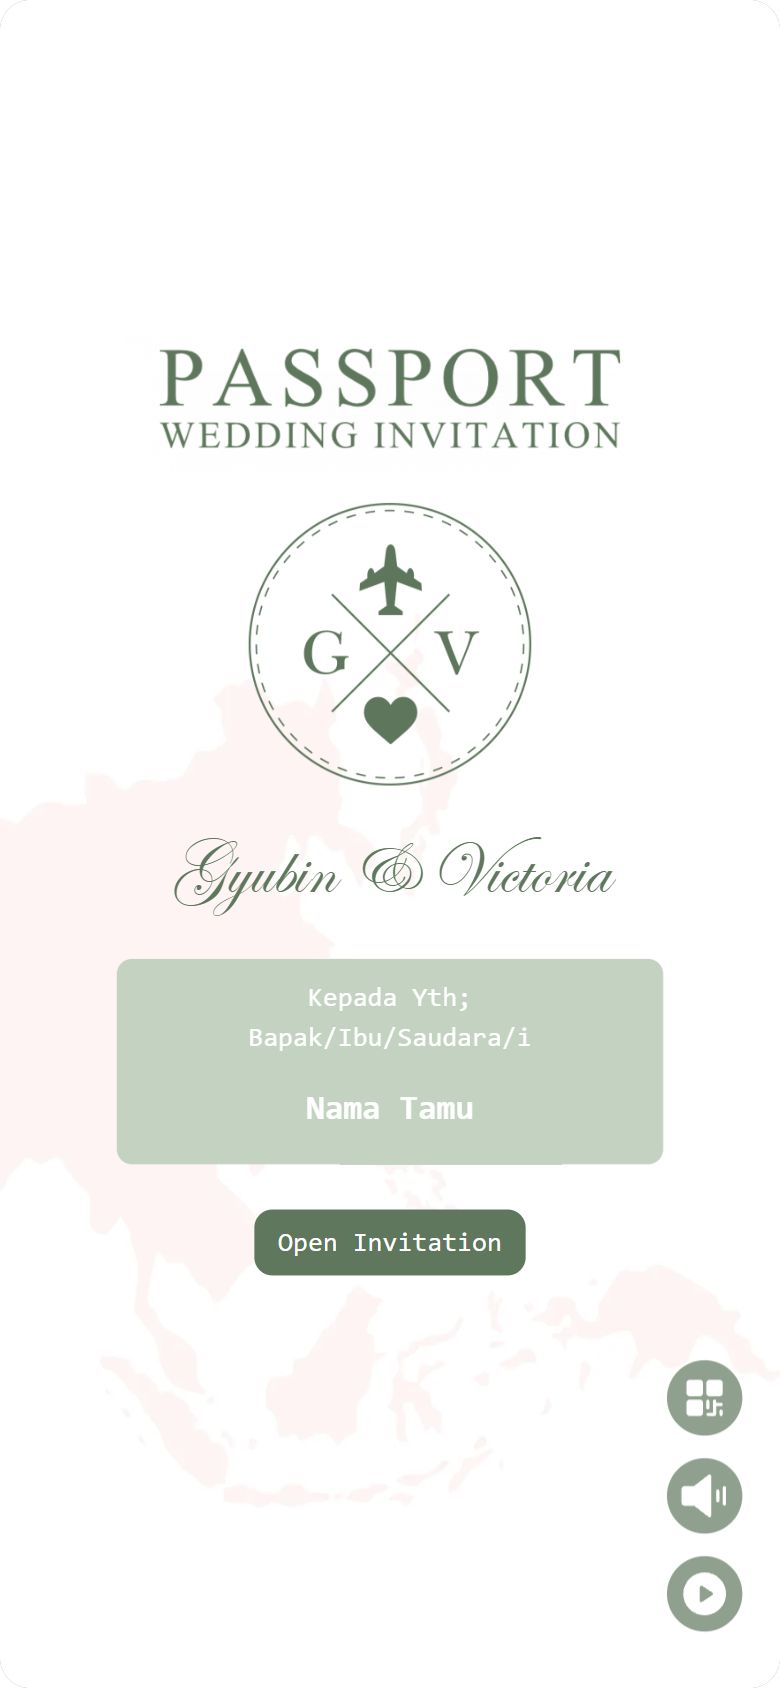 PASSPORT
WEDDING INVITATION
G V
Gyubin & Victoria
Kepada Yth;
Bapak/Ibu/Saudara/i
Nama Tamu
Open Invitation